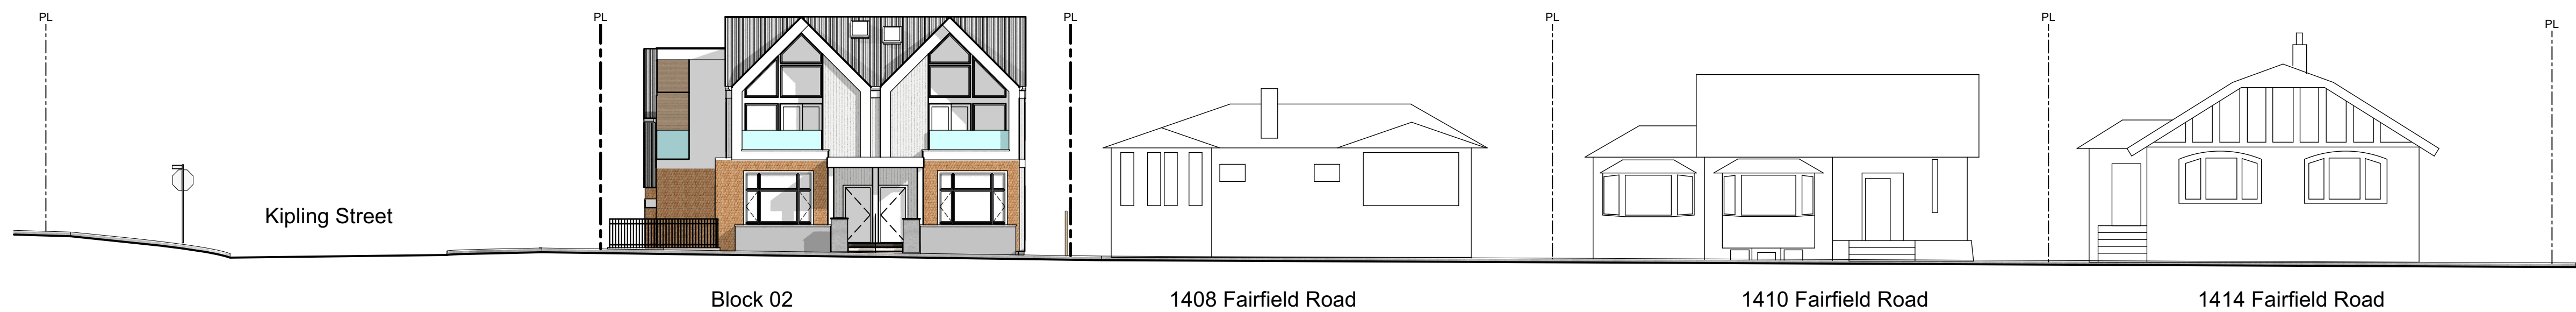 PL
PL
PL
PL
PL
PL
Kipling Street
Block 02
1408 Fairfield Road
1410 Fairfield Road
1414 Fairfield Road